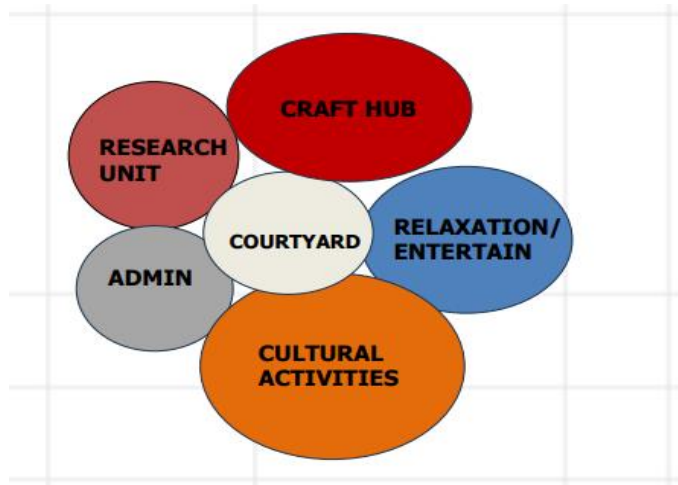 CRAFT HUB
RESEARCH
UNIT
COURTYARD
RELAXATION/
ENTERTAIN
ADMIN
CULTURAL
ACTIVITIES